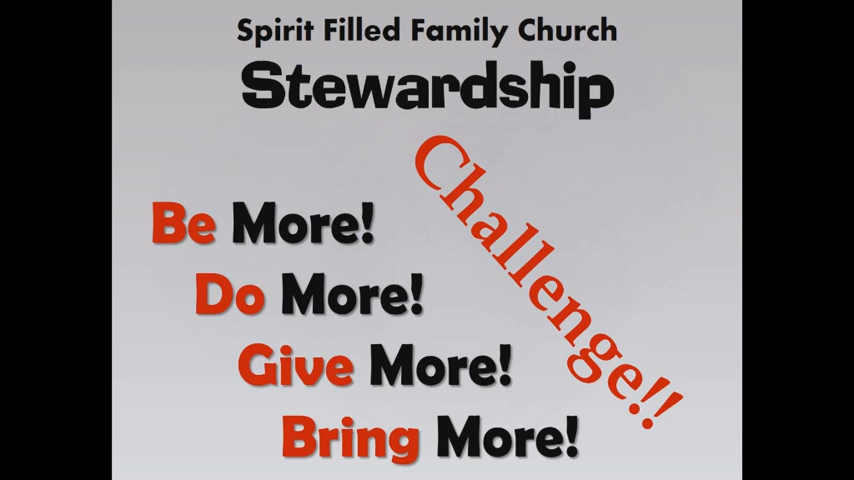 Spirit Filled Family Church
Stewardship
Challenge!!
Be More!
Do More!
Give More!
Bring More!